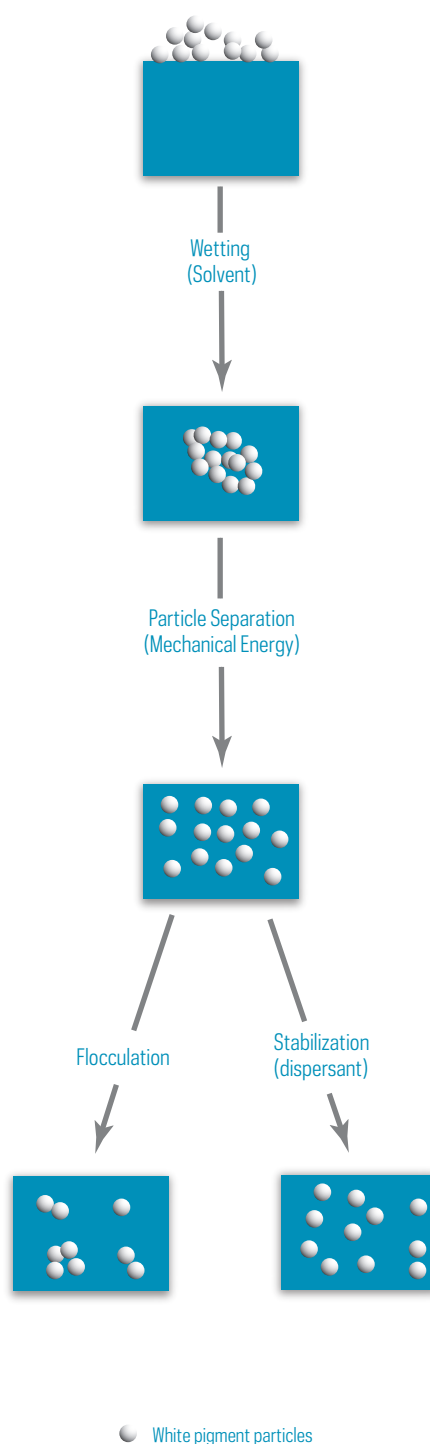 Wetting
(Solvent)
Particle Separation
(Mechanical Energy)
Flocculation
Stabilization
(dispersant)
White pigment particles